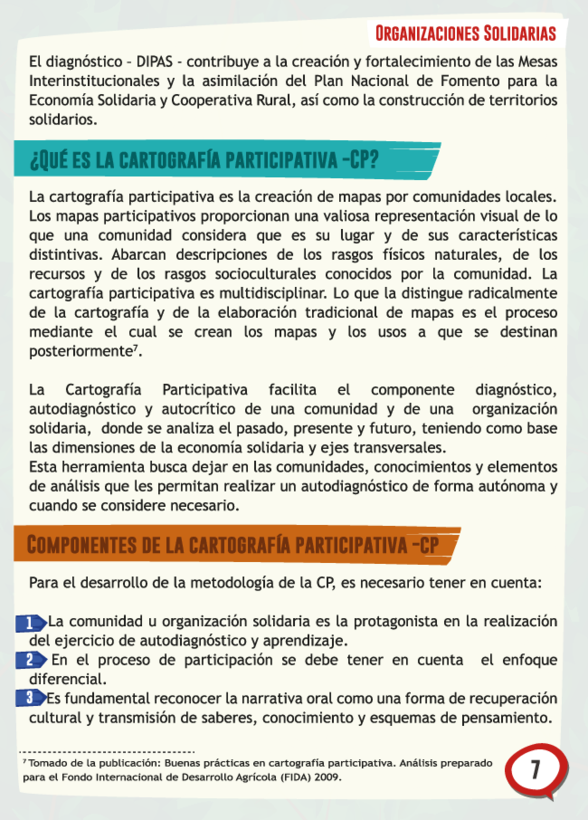 ORGANIZACIONES SOLIDARIAS
El diagnóstico – DIPAS - contribuye a la creación y fortalecimiento de las Mesas
Interinstitucionales y la asimilación del Plan Nacional de Fomento para la
Economía Solidaria y Cooperativa Rural, así como la construcción de territorios
solidarios.
¿QUÉ ES LA CARTOGRAFÍA PARTICIPATIVA -CP?
La cartografía participativa es la creación de mapas por comunidades locales.
Los mapas participativos proporcionan una valiosa representación visual de lo
que una comunidad considera que es su lugar y de sus características
distintivas. Abarcan descripciones de los rasgos físicos naturales, de los
recursos y de los rasgos socioculturales conocidos por la comunidad. La
cartografía participativa es multidisciplinar. Lo que la distingue radicalmente
de la cartografía y de la elaboración tradicional de mapas es el proceso
mediante el cual se crean los mapas y los usos a que se destinan
posteriormente⁷.
La Cartografía Participativa facilita el componente diagnóstico,
autodiagnóstico y autocrítico de una comunidad y de una organización
solidaria, donde se analiza el pasado, presente y futuro, teniendo como base
las dimensiones de la economía solidaria y ejes transversales.
Esta herramienta busca dejar en las comunidades, conocimientos y elementos
de análisis que les permitan realizar un autodiagnóstico de forma autónoma y
cuando se considere necesario.
COMPONENTES DE LA CARTOGRAFÍA PARTICIPATIVA -CP
Para el desarrollo de la metodología de la CP, es necesario tener en cuenta:
1 La comunidad u organización solidaria es la protagonista en la realización
del ejercicio de autodiagnóstico y aprendizaje.
2 En el proceso de participación se debe tener en cuenta el enfoque
diferencial.
3 Es fundamental reconocer la narrativa oral como una forma de recuperación
cultural y transmisión de saberes, conocimiento y esquemas de pensamiento.
⁷ Tomado de la publicación: Buenas prácticas en cartografía participativa. Análisis preparado
para el Fondo Internacional de Desarrollo Agrícola (FIDA) 2009.
7